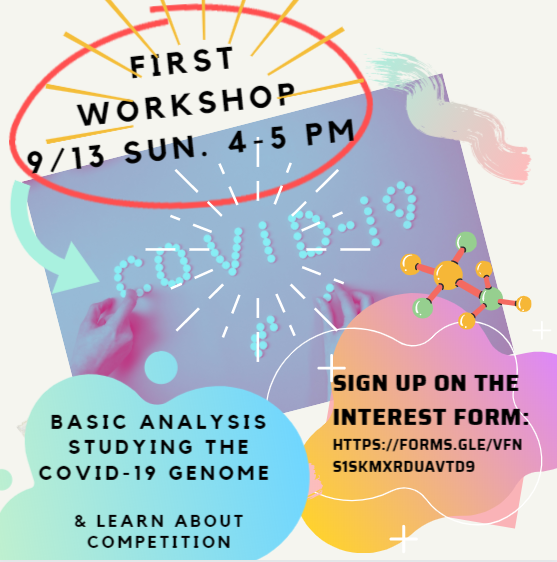 FIRST
WORKSHOP
9/13 SUN. 4-5 PM
COVID-19
SIGN UP ON THE
INTEREST FORM:
HTTPS://FORMS.GLE/VFN
S1SKMXRDUAVTD9
BASIC ANALYSIS
STUDYING THE
COVID-19 GENOME
& LEARN ABOUT
COMPETITION